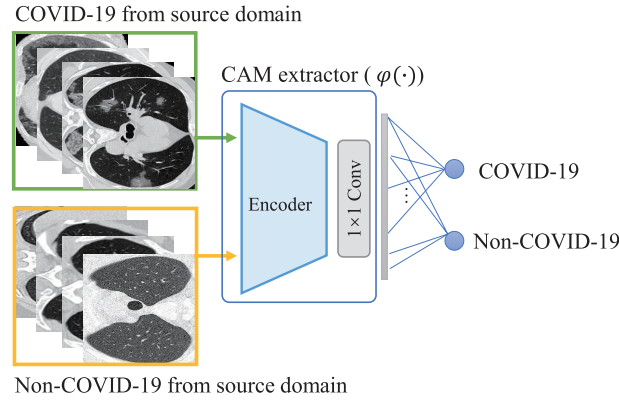 COVID-19 from source domain
CAM extractor ( φ(·))
Encoder
1×1 Conv
...
COVID-19
Non-COVID-19
Non-COVID-19 from source domain